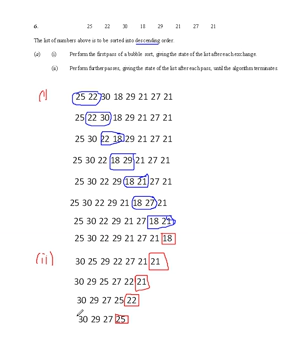 6. 25 22 30 18 29 21 27 21
The list of numbers above is to be sorted into descending order.
(a) (i) Perform the first pass of a bubble sort, giving the state of the list after each exchange.
(ii) Perform further passes, giving the state of the list after each pass, until the algorithm terminates
(i) 25 22 30 18 29 21 27 21
25 22 30 18 29 21 27 21
25 30 22 18 29 21 27 21
25 30 22 18 29 21 27 21
25 30 22 29 18 21 27 21
25 30 22 29 21 18 27 21
25 30 22 29 21 27 18 21
25 30 22 29 21 27 21 18
(ii) 30 25 29 22 27 21 21
30 29 25 27 22 21
30 29 27 25 22
30 29 27 25